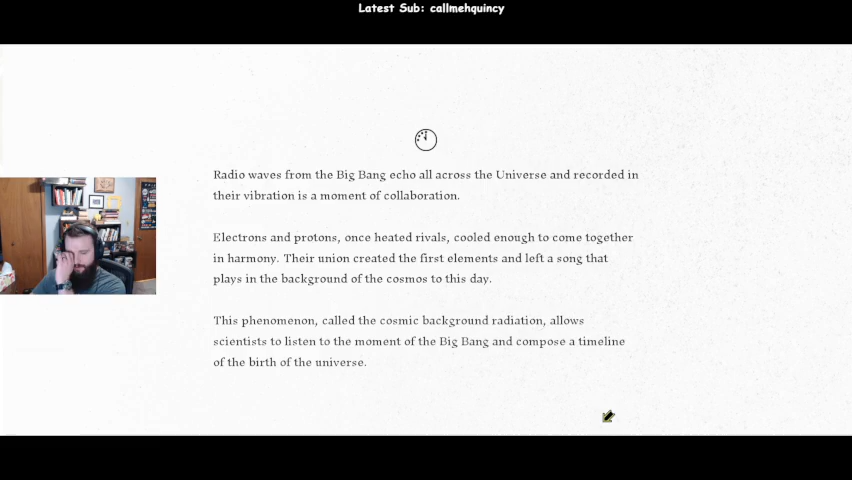 Latest Sub: callmehquincy
Radio waves from the Big Bang echo all across the Universe and recorded in
their vibration is a moment of collaboration.
Electrons and protons, once heated rivals, cooled enough to come together
in harmony. Their union created the first elements and left a song that
plays in the background of the cosmos to this day.
This phenomenon, called the cosmic background radiation, allows
scientists to listen to the moment of the Big Bang and compose a timeline
of the birth of the universe.